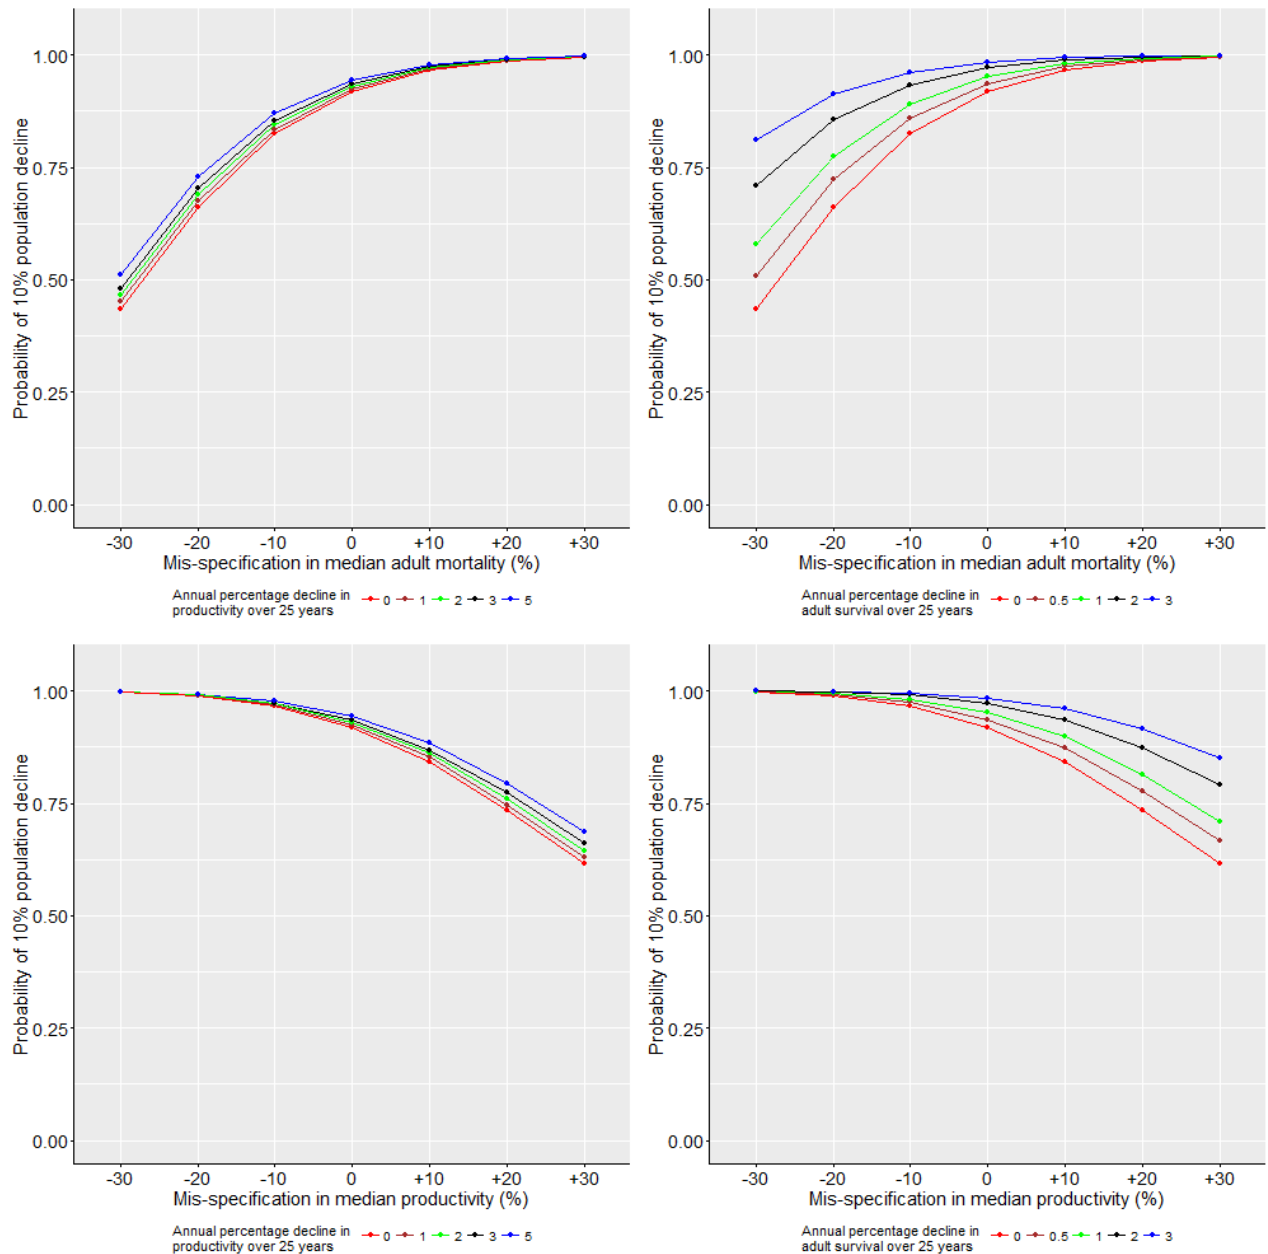 Probability of 10% population decline
1.00
0.75
0.50
0.25
0.00
-30 -20 -10 0 +10 +20 +30
Mis-specification in median adult mortality (%)
Annual percentage decline in
productivity over 25 years
0 1 2 3 5
Probability of 10% population decline
1.00
0.75
0.50
0.25
0.00
-30 -20 -10 0 +10 +20 +30
Mis-specification in median adult mortality (%)
Annual percentage decline in
adult survival over 25 years
0 0.5 1 2 3
Probability of 10% population decline
1.00
0.75
0.50
0.25
0.00
-30 -20 -10 0 +10 +20 +30
Mis-specification in median productivity (%)
Annual percentage decline in
productivity over 25 years
0 1 2 3 5
Probability of 10% population decline
1.00
0.75
0.50
0.25
0.00
-30 -20 -10 0 +10 +20 +30
Mis-specification in median productivity (%)
Annual percentage decline in
adult survival over 25 years
0 0.5 1 2 3